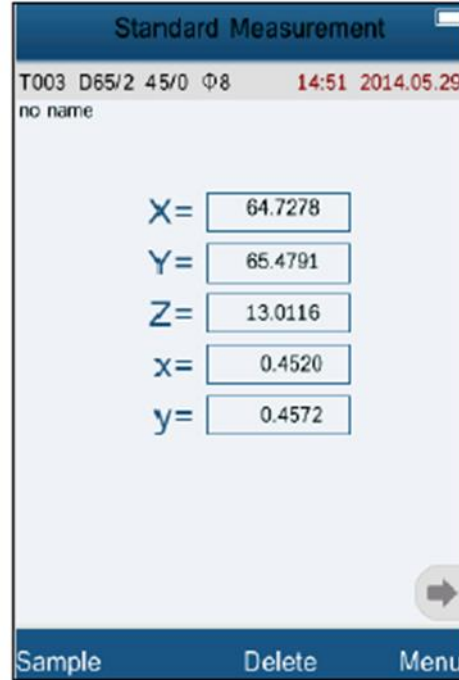 Standard Measurement
T003 D65/2 45/0 Φ8 14:51 2014.05.29
no name
X= 64.7278
Y= 65.4791
Z= 13.0116
x= 0.4520
y= 0.4572
Sample Delete Menu